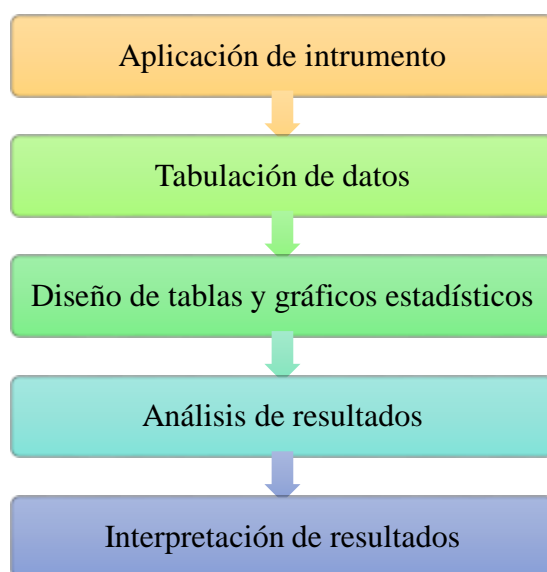 Aplicación de intrumento
Tabulación de datos
Diseño de tablas y gráficos estadísticos
Análisis de resultados
Interpretación de resultados